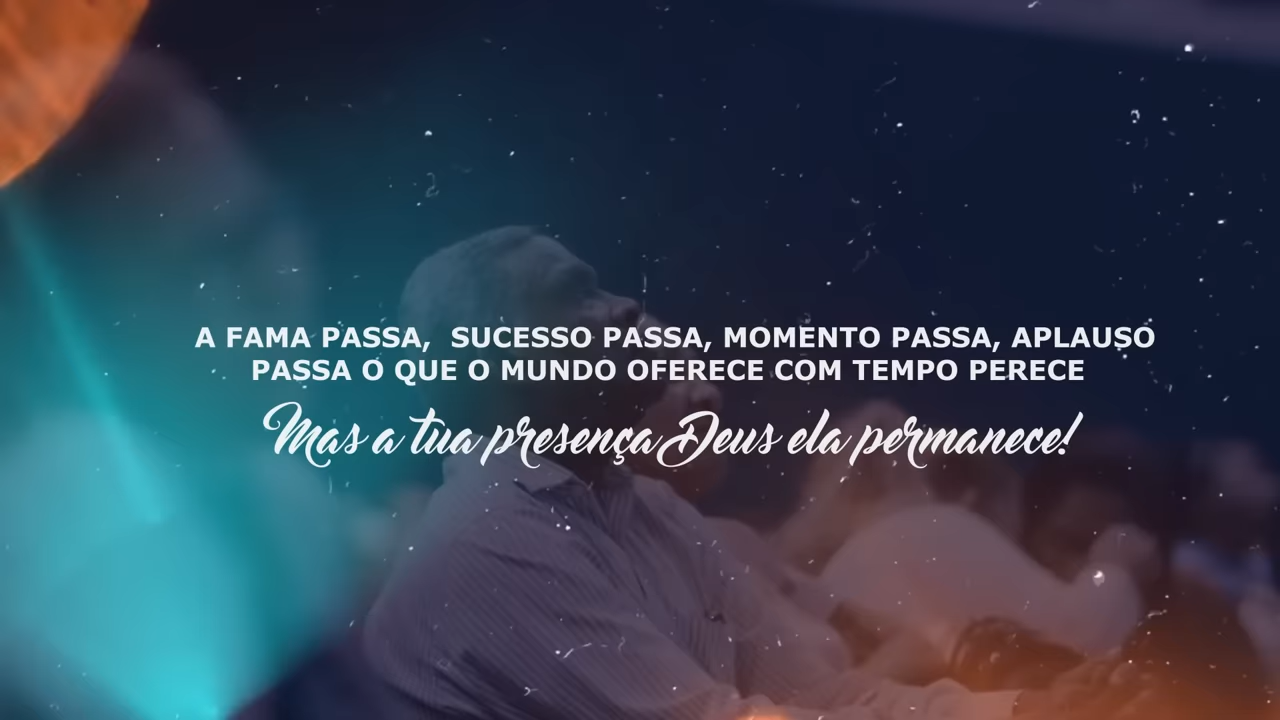 A FAMA PASSA,  SUCESSO PASSA, MOMENTO PASSA, APLAUSO
PASSA O QUE O MUNDO OFERECE COM TEMPO PERECE
Mas a tua presença Deus ela permanece!